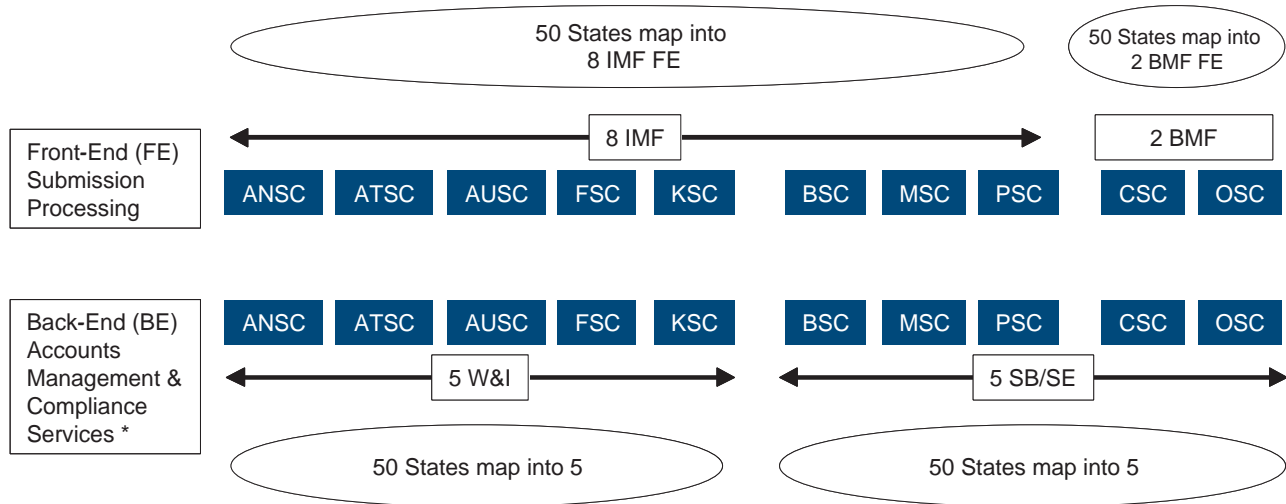 50 States map into
8 IMF FE
50 States map into
2 BMF FE
Front-End (FE)
Submission
Processing
8 IMF
2 BMF
ANSC ATSC AUSC FSC KSC BSC MSC PSC CSC OSC
Back-End (BE)
Accounts
Management &
Compliance
Services *
ANSC ATSC AUSC FSC KSC BSC MSC PSC CSC OSC
5 W&I
5 SB/SE
50 States map into 5
50 States map into 5